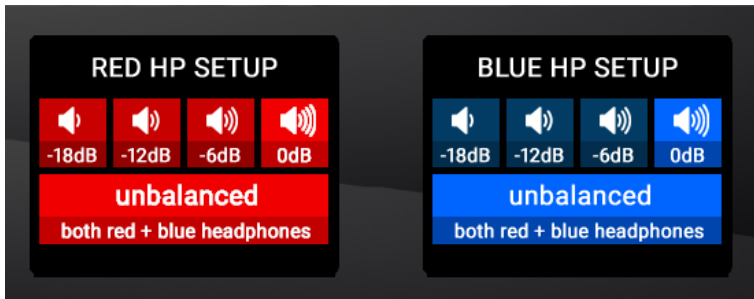 RED HP SETUP
-18dB -12dB -6dB 0dB
unbalanced
both red + blue headphones
BLUE HP SETUP
-18dB -12dB -6dB 0dB
unbalanced
both red + blue headphones